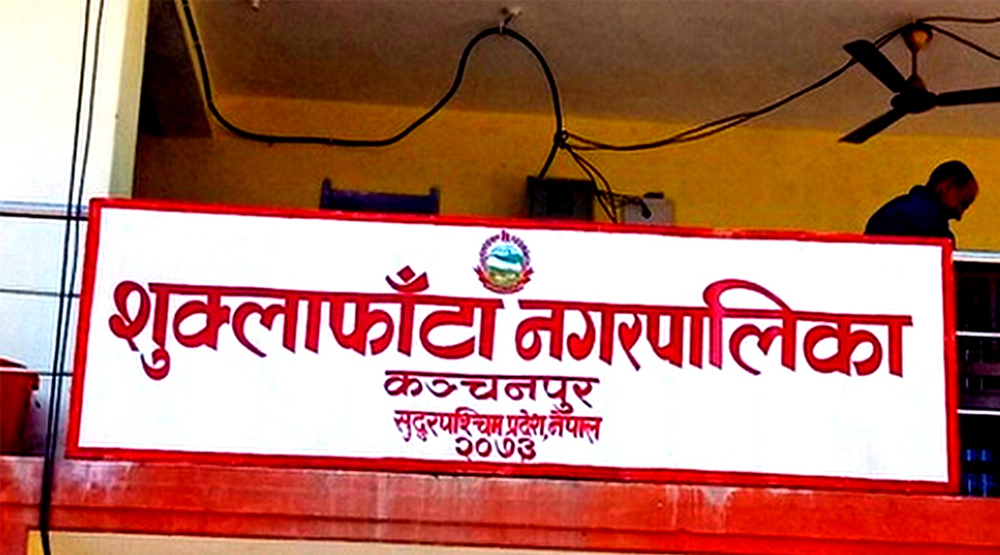 शुक्लाफाँटा नगरपालिका
कञ्चनपुर
सुदुरपश्चिम प्रदेश, नेपाल
२०७३